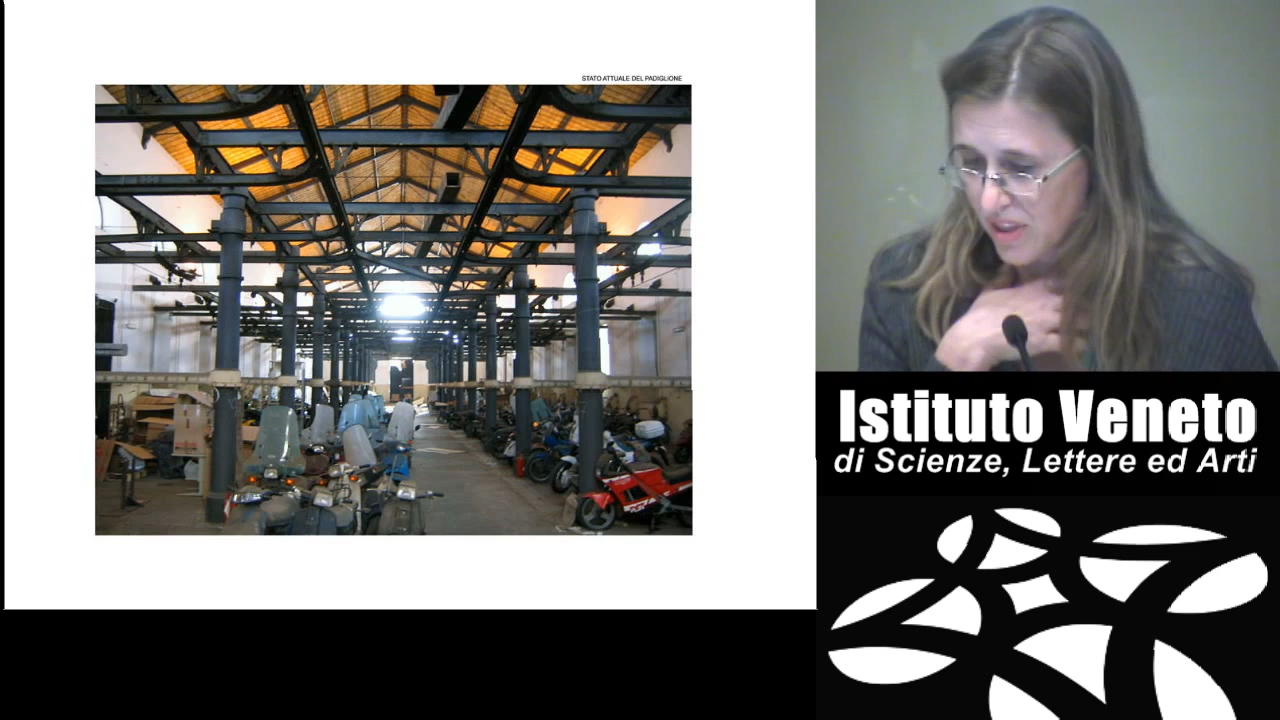 STATO ATTUALE DEL PADIGLIONE
Istituto Veneto
di Scienze, Lettere ed Arti